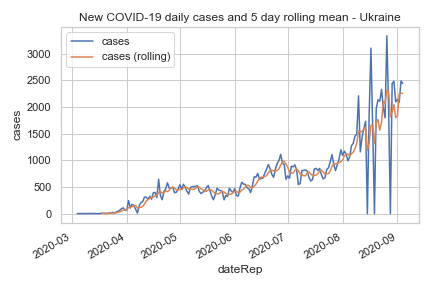 New COVID-19 daily cases and 5 day rolling mean - Ukraine
cases
cases (rolling)
3000
2500
2000
1500
1000
500
0
cases
2020-03
2020-04
2020-05
2020-06
2020-07
2020-08
2020-09
dateRep